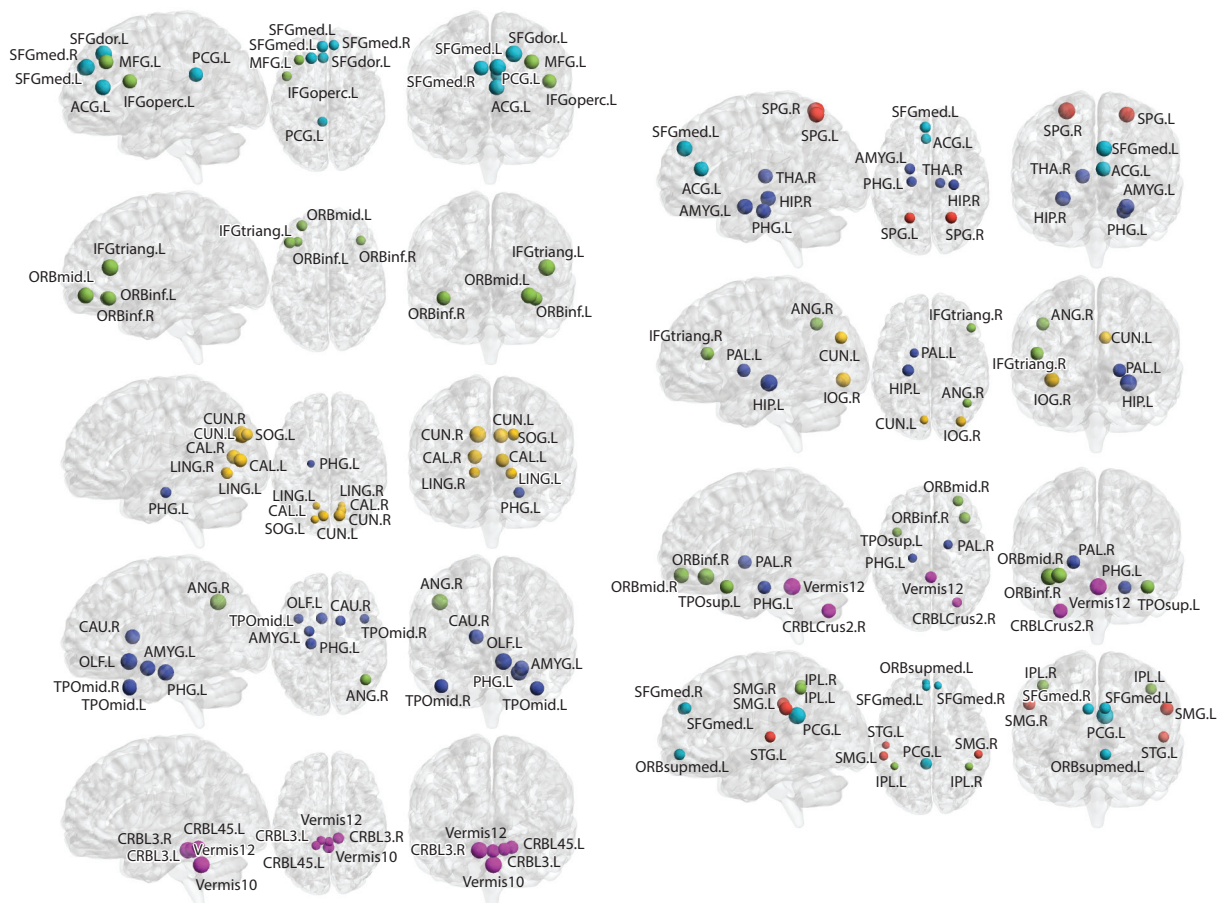 SFGdor.L
SFGmed.R
MFG.L
PCG.L
SFGmed.L
IFGoperc.L
ACG.L
SFGmed.L
SFGmed.L
SFGmed.R
MFG.L
SFGdor.L
IFGoperc.L
PCG.L
SFGdor.L
SFGmed.L
MFG.L
SFGmed.R
PCG.L
IFGoperc.L
ACG.L
IFGtriang.L
ORBmid.L
ORBinf.L
ORBinf.R
ORBmid.L
IFGtriang.L
ORBinf.L
ORBinf.R
IFGtriang.L
ORBmid.L
ORBinf.R
ORBinf.L
CUN.R
CUN.L
SOG.L
CAL.R
LING.R
CAL.L
LING.L
PHG.L
PHG.L
LING.L
LING.R
CAL.L
CAL.R
SOG.L
CUN.R
CUN.L
CUN.L
CUN.R
SOG.L
CAL.R
CAL.L
LING.R
LING.L
PHG.L
ANG.R
CAU.R
OLF.L
AMYG.L
TPOmid.R
PHG.L
TPOmid.L
OLF.L
CAU.R
TPOmid.L
TPOmid.R
AMYG.L
PHG.L
ANG.R
ANG.R
CAU.R
OLF.L
AMYG.L
PHG.L
TPOmid.R
TPOmid.L
CRBL45.L
CRBL3.R
Vermis12
CRBL3.L
Vermis10
Vermis12
CRBL3.L
CRBL3.R
Vermis10
CRBL45.L
Vermis12
CRBL45.L
CRBL3.R
CRBL3.L
Vermis10
SPG.R
SPG.L
SFGmed.L
ACG.L
THA.R
AMYG.L
HIP.R
PHG.L
SFGmed.L
ACG.L
AMYG.L
THA.R
PHG.L
HIP.R
SPG.L
SPG.R
SPG.R
SPG.L
SFGmed.L
THA.R
ACG.L
AMYG.L
HIP.R
PHG.L
ANG.R
IFGtriang.R
CUN.L
PAL.L
HIP.L
IOG.R
IFGtriang.R
PAL.L
HIP.L
ANG.R
CUN.L
IOG.R
ANG.R
CUN.L
IFGtriang.R
PAL.L
IOG.R
HIP.L
ORBinf.R
PAL.R
ORBmid.R
TPOsup.L
PHG.L
Vermis12
CRBLCrus2.R
ORBmid.R
ORBinf.R
TPOsup.L
PHG.L
PAL.R
Vermis12
CRBLCrus2.R
ORBmid.R
PAL.R
PHG.L
ORBinf.R
Vermis12
TPOsup.L
CRBLCrus2.R
SFGmed.R
SMG.R
SMG.L
IPL.R
IPL.L
SFGmed.L
PCG.L
STG.L
ORBsupmed.L
ORBsupmed.L
SFGmed.L
SFGmed.R
STG.L
SMG.L
PCG.L
SMG.R
IPL.L
IPL.R
IPL.R
IPL.L
SFGmed.R
SFGmed.L
SMG.R
SMG.L
PCG.L
STG.L
ORBsupmed.L